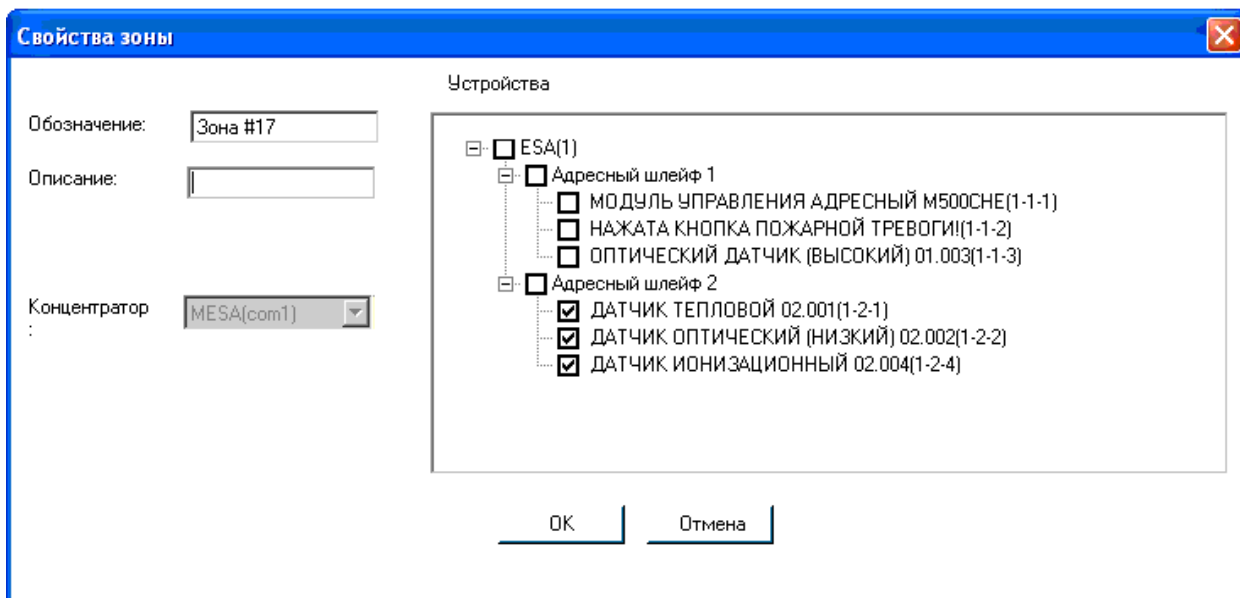 Свойства зоны
Устройства
Обозначение:
Зона #17
Описание:
Концентратор
:
MESA(com1)
ESA(1)
Адресный шлейф 1
МОДУЛЬ УПРАВЛЕНИЯ АДРЕСНЫЙ M500CHE(1-1-1)
НАЖАТА КНОПКА ПОЖАРНОЙ ТРЕВОГИ!(1-1-2)
ОПТИЧЕСКИЙ ДАТЧИК (ВЫСОКИЙ) 01.003(1-1-3)
Адресный шлейф 2
ДАТЧИК ТЕПЛОВОЙ 02.001(1-2-1)
ДАТЧИК ОПТИЧЕСКИЙ (НИЗКИЙ) 02.002(1-2-2)
ДАТЧИК ИОНИЗАЦИОННЫЙ 02.004(1-2-4)
OK
Отмена